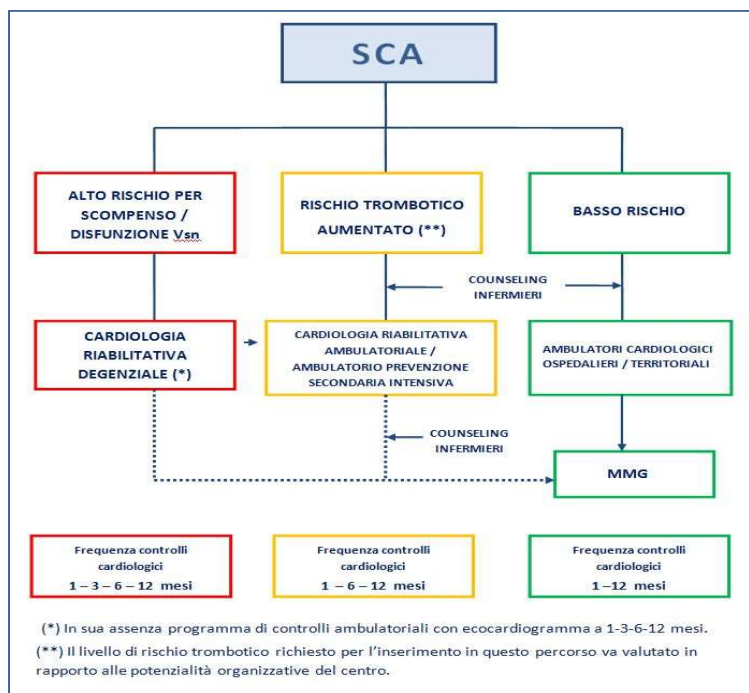 SCA
ALTO RISCHIO PER
SCOMPENSO /
DISFUNZIONE Vsn
RISCHIO TROMBOTICO
AUMENTATO (**)
BASSO RISCHIO
COUNSELING
INFERMIERI
CARDIOLOGIA
RIABILITATIVA
DEGENZIALE (*)
CARDIOLOGIA RIABILITATIVA
AMBULATORIALE /
AMBULATORIO PREVENZIONE
SECONDARIA INTENSIVA
AMBULATORI CARDIOLOGICI
OSPEDALIERI / TERRITORIALI
COUNSELING
INFERMIERI
MMG
Frequenza controlli
cardiologici
1 – 3 – 6 – 12 mesi
Frequenza controlli
cardiologici
1 – 6 – 12 mesi
Frequenza controlli
cardiologici
1 –12 mesi
(*) In sua assenza programma di controlli ambulatoriali con ecocardiogramma a 1-3-6-12 mesi.
(**) Il livello di rischio trombotico richiesto per l’inserimento in questo percorso va valutato in
rapporto alle potenzialità organizzative del centro.